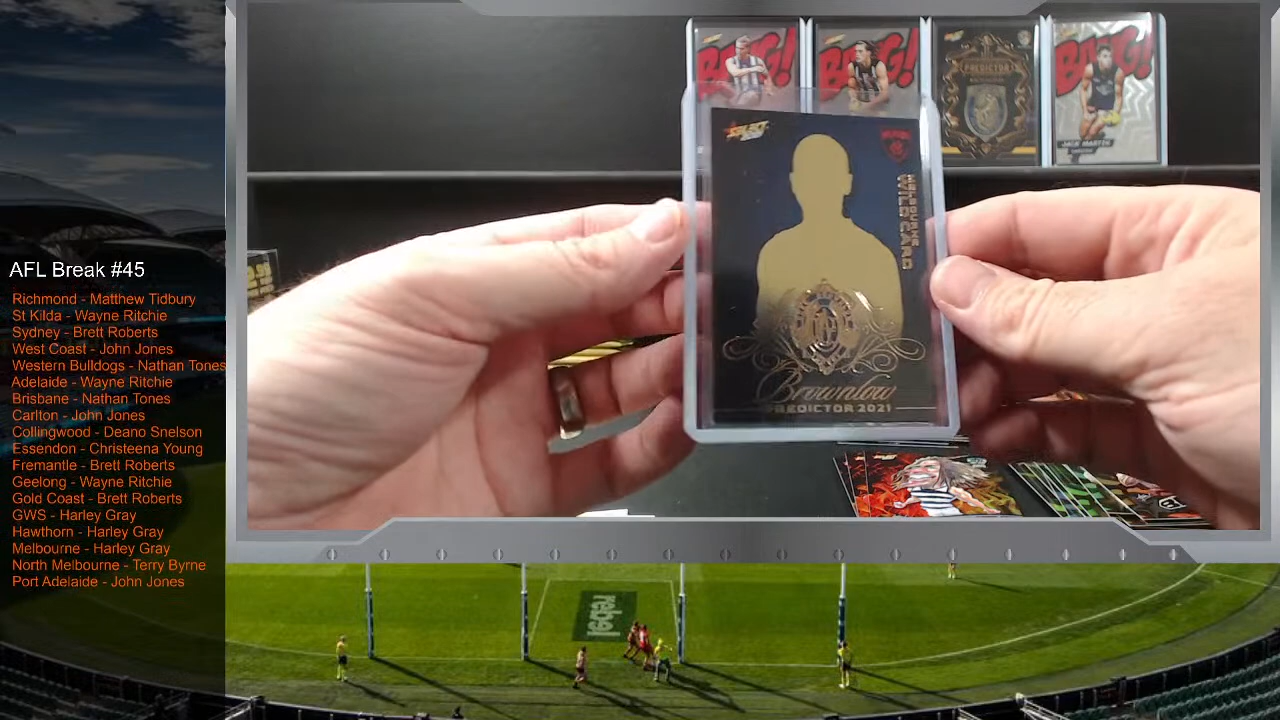 AFL Break #45
Richmond - Matthew Tidbury
St Kilda - Wayne Ritchie
Sydney - Brett Roberts
West Coast - John Jones
Western Bulldogs - Nathan Tones
Adelaide - Wayne Ritchie
Brisbane - Nathan Tones
Carlton - John Jones
Collingwood - Deano Snelson
Essendon - Christeena Young
Fremantle - Brett Roberts
Geelong - Wayne Ritchie
Gold Coast - Brett Roberts
GWS - Harley Gray
Hawthorn - Harley Gray
Melbourne - Harley Gray
North Melbourne - Terry Byrne
Port Adelaide - John Jones
BANG!
BANG!
PREDICTOR
BANG!
JACK MARTIN
CARLTON
SELECT
MELBOURNE
WILD CARD
Brownlow
PREDICTOR 2021
rebel